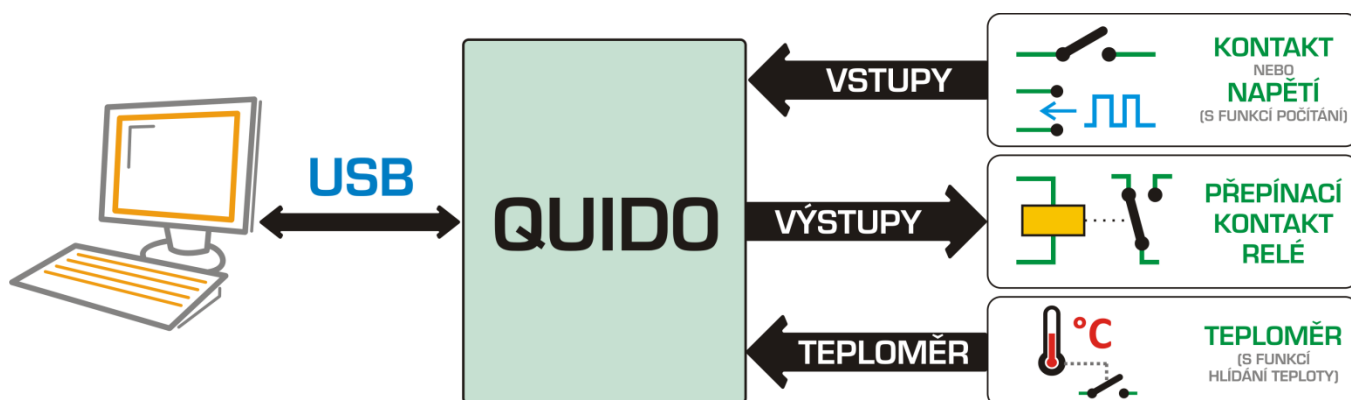 USB
QUIDO
VSTUPY
VÝSTUPY
TEPLOMĚR
KONTAKT
NEBO
NAPĚTÍ
(S FUNKCÍ POČÍTÁNÍ)
PŘEPÍNACÍ
KONTAKT
RELÉ
°C
TEPLOMĚR
(S FUNKCÍ
HLÍDÁNÍ TEPLOTY)